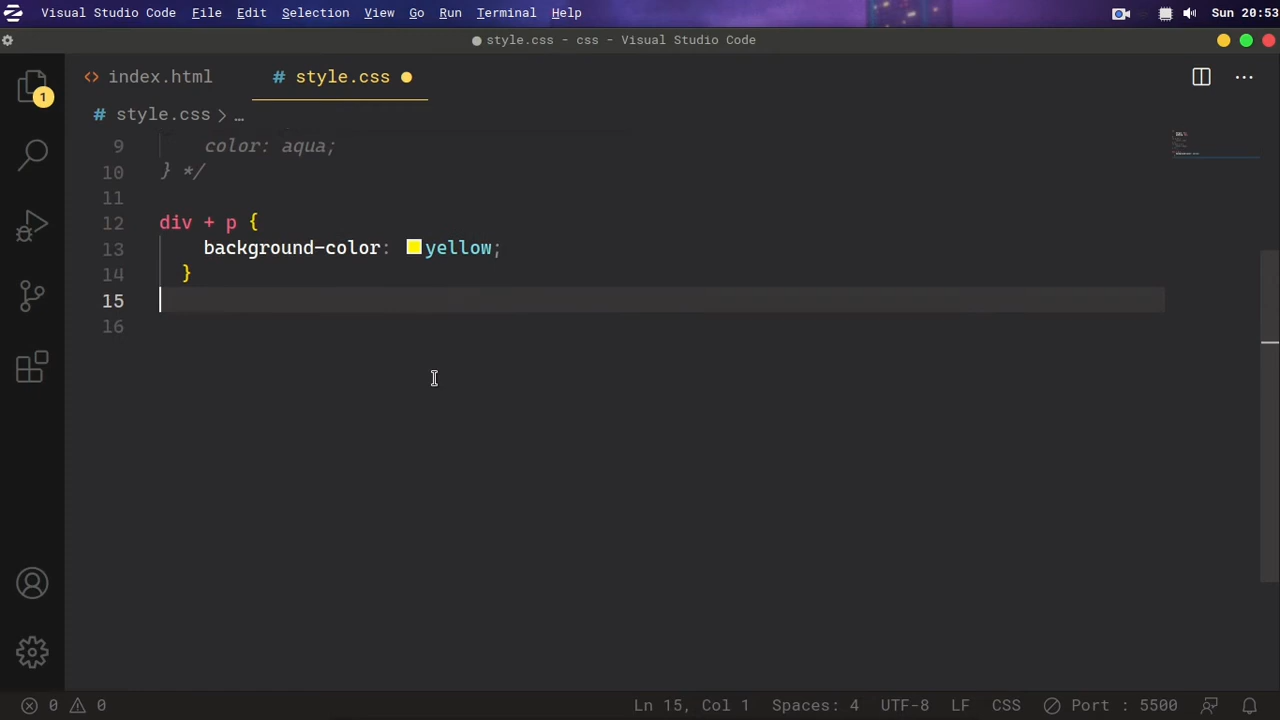 Visual Studio Code File Edit Selection View Go Run Terminal Help Sun 20:53
style.css - css - Visual Studio Code
index.html # style.css
# style.css > …
1
9 color: aqua;
10 } */
11
12 div + p {
13 background-color: yellow;
14 }
15
16
0 0 Ln 15, Col 1 Spaces: 4 UTF-8 LF CSS Port : 5500